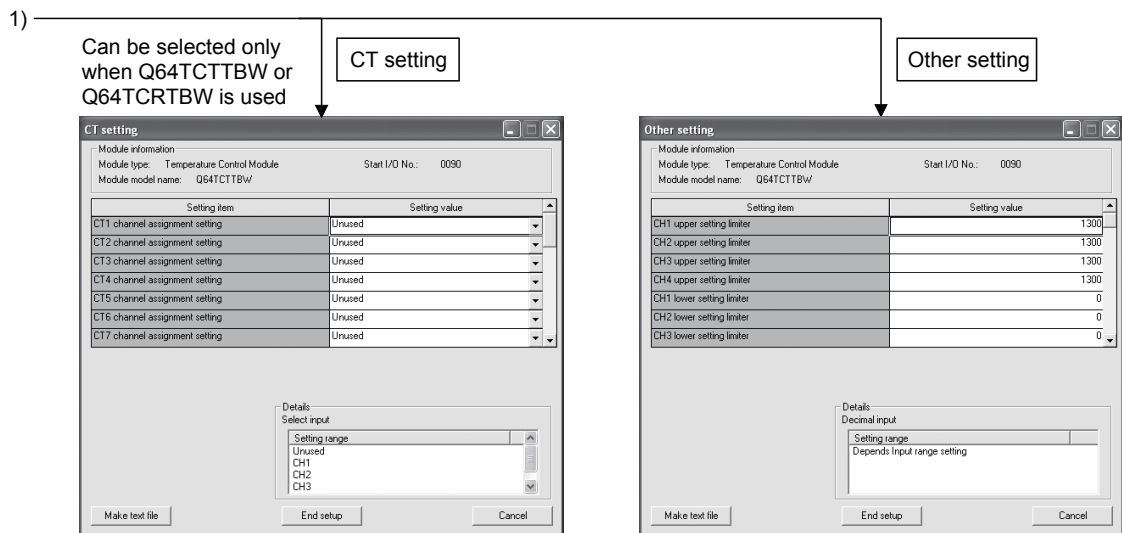 1)
Can be selected only
when Q64TCTTBW or
Q64TCRTBW is used
CT setting
Other setting
CT setting
Module information
Module type: Temperature Control Module Start I/O No.: 0090
Module model name: Q64TCTTBW
Setting item Setting value
CT1 channel assignment setting Unused
CT2 channel assignment setting Unused
CT3 channel assignment setting Unused
CT4 channel assignment setting Unused
CT5 channel assignment setting Unused
CT6 channel assignment setting Unused
CT7 channel assignment setting Unused
Details
Select input
Setting range
Unused
CH1
CH2
CH3
Make text file End setup Cancel
Other setting
Module information
Module type: Temperature Control Module Start I/O No.: 0090
Module model name: Q64TCTTBW
Setting item Setting value
CH1 upper setting limiter 1300
CH2 upper setting limiter 1300
CH3 upper setting limiter 1300
CH4 upper setting limiter 1300
CH1 lower setting limiter 0
CH2 lower setting limiter 0
CH3 lower setting limiter 0
Details
Decimal input
Setting range
Depends Input range setting
Make text file End setup Cancel